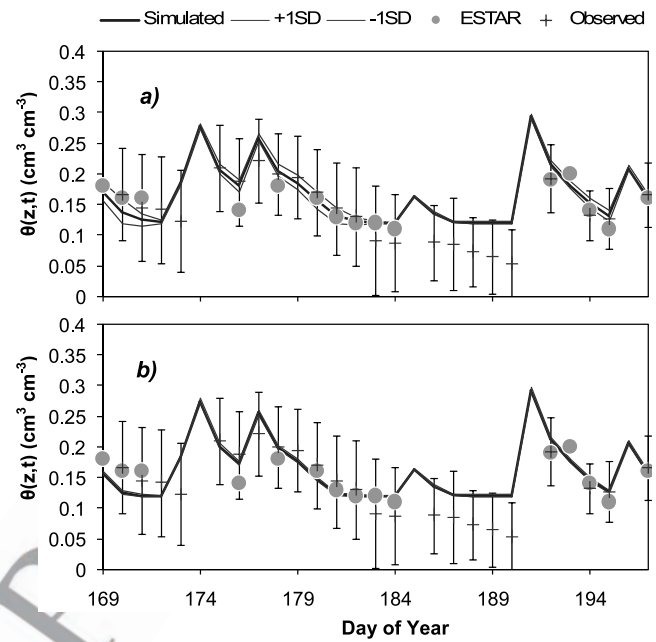 Simulated +1SD -1SD ESTAR Observed
0.4
a)
0.35
0.3
0.25
0.2
0.15
0.1
0.05
0
θ(z,t) (cm³ cm⁻³)
0.4
b)
0.35
0.3
0.25
0.2
0.15
0.1
0.05
0
θ(z,t) (cm³ cm⁻³)
169 174 179 184 189 194
Day of Year